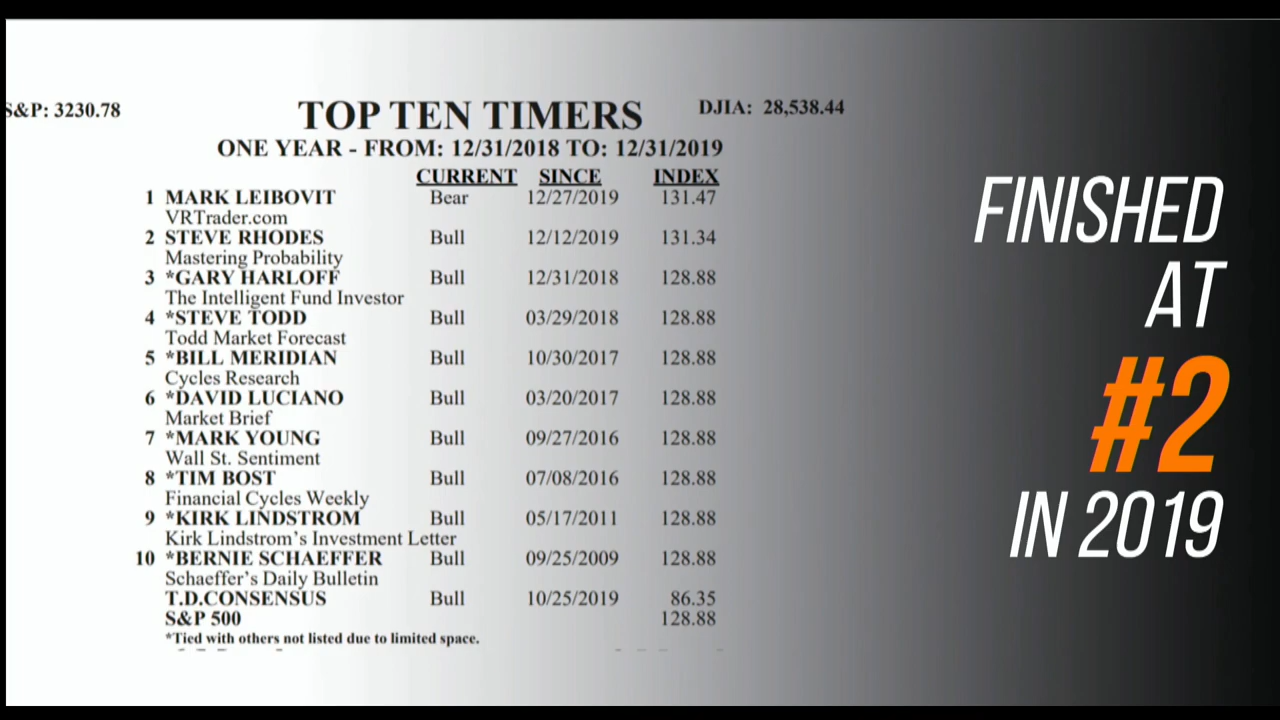 S&P: 3230.78
TOP TEN TIMERS
DJIA: 28,538.44
ONE YEAR - FROM: 12/31/2018 TO: 12/31/2019
CURRENT SINCE INDEX
1 MARK LEIBOVIT Bear 12/27/2019 131.47
VRTrader.com
2 STEVE RHODES Bull 12/12/2019 131.34
Mastering Probability
3 *GARY HARLOFF Bull 12/31/2018 128.88
The Intelligent Fund Investor
4 *STEVE TODD Bull 03/29/2018 128.88
Todd Market Forecast
5 *BILL MERIDIAN Bull 10/30/2017 128.88
Cycles Research
6 *DAVID LUCIANO Bull 03/20/2017 128.88
Market Brief
7 *MARK YOUNG Bull 09/27/2016 128.88
Wall St. Sentiment
8 *TIM BOST Bull 07/08/2016 128.88
Financial Cycles Weekly
9 *KIRK LINDSTROM Bull 05/17/2011 128.88
Kirk Lindstrom's Investment Letter
10 *BERNIE SCHAEFFER Bull 09/25/2009 128.88
Schaeffer's Daily Bulletin
T.D.CONSENSUS Bull 10/25/2019 86.35
S&P 500 128.88
*Tied with others not listed due to limited space.
FINISHED
AT
#2
IN 2019